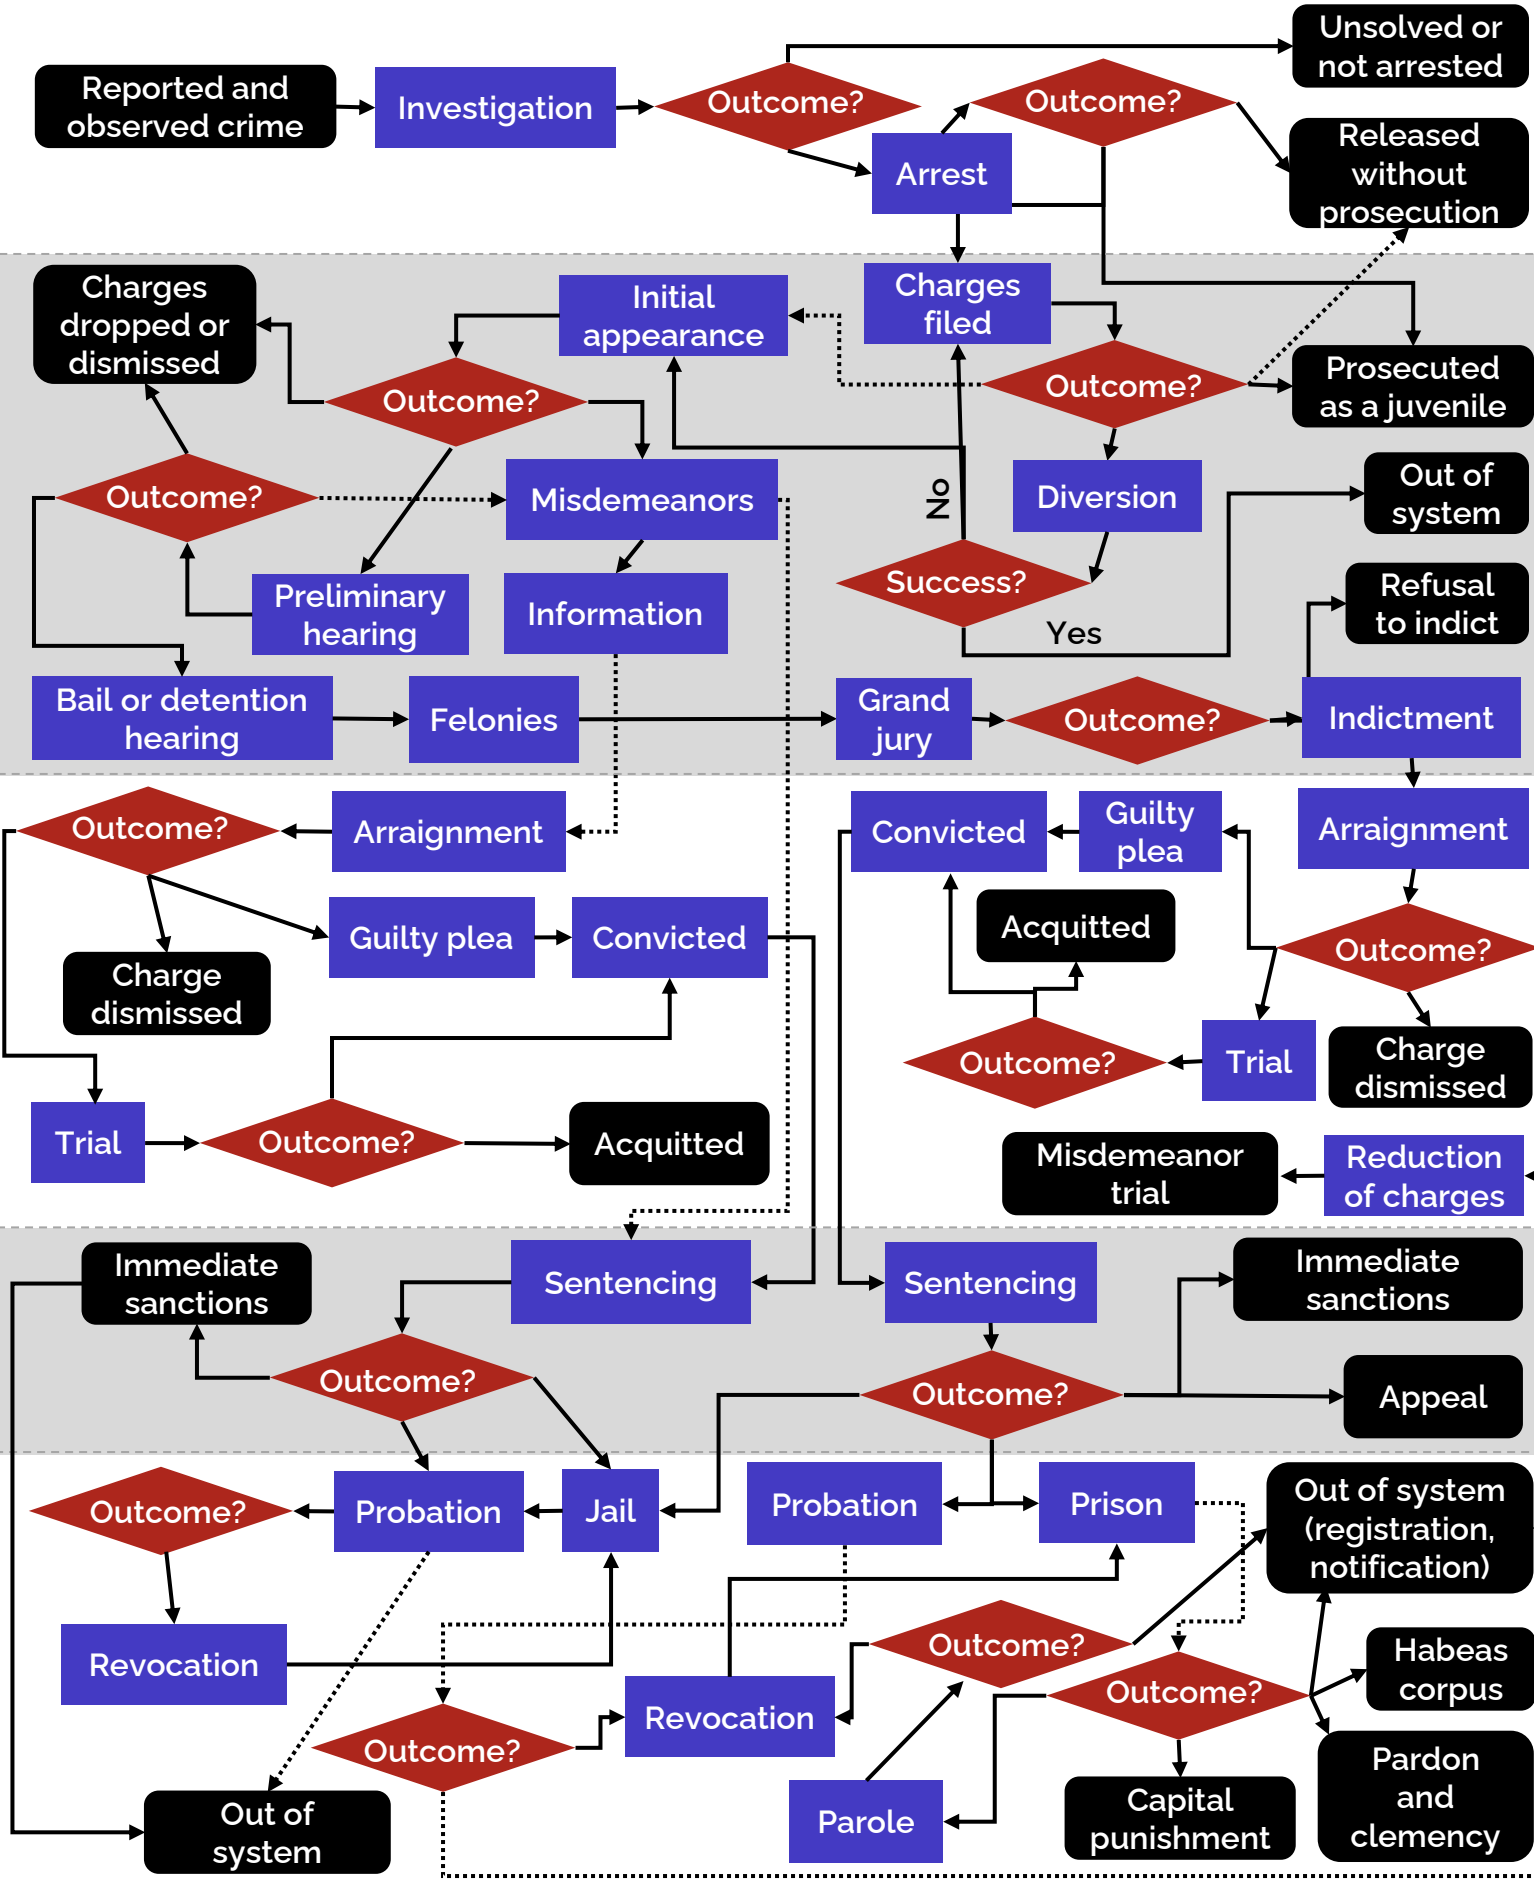 Unsolved or
not arrested
Reported and
observed crime
Investigation
Outcome?
Outcome?
Arrest
Released
without
prosecution
Charges
dropped or
dismissed
Initial
appearance
Charges
filed
Outcome?
Outcome?
Prosecuted
as a juvenile
Outcome?
Misdemeanors
No
Diversion
Out of
system
Preliminary
hearing
Information
Success?
Yes
Refusal
to indict
Bail or detention
hearing
Felonies
Grand
jury
Outcome?
Indictment
Outcome?
Arraignment
Convicted
Guilty
plea
Arraignment
Guilty plea
Convicted
Acquitted
Outcome?
Charge
dismissed
Outcome?
Trial
Charge
dismissed
Trial
Outcome?
Acquitted
Misdemeanor
trial
Reduction
of charges
Immediate
sanctions
Sentencing
Sentencing
Immediate
sanctions
Outcome?
Outcome?
Appeal
Outcome?
Probation
Jail
Probation
Prison
Out of system
(registration,
notification)
Revocation
Outcome?
Habeas
corpus
Outcome?
Revocation
Outcome?
Pardon
and
clemency
Out of
system
Parole
Capital
punishment